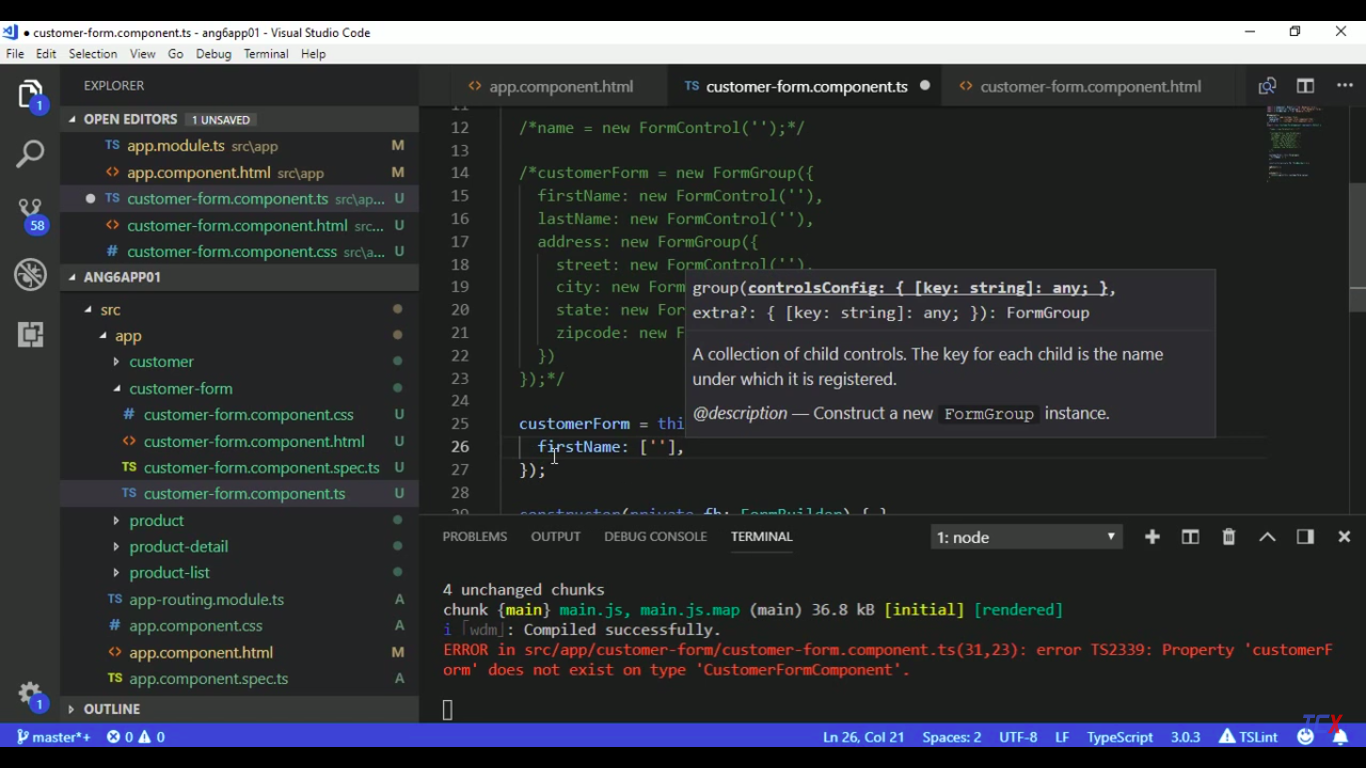 • customer-form.component.ts - ang6app01 - Visual Studio Code
File Edit Selection View Go Debug Terminal Help
EXPLORER
<> app.component.html
TS customer-form.component.ts
<> customer-form.component.html
OPEN EDITORS 1 UNSAVED
TS app.module.ts src\app M
<> app.component.html src\app M
TS customer-form.component.ts src\ap... U
<> customer-form.component.html src... U
# customer-form.component.css src\a... U
ANG6APP01
src
app
customer
customer-form
# customer-form.component.css U
<> customer-form.component.html U
TS customer-form.component.spec.ts U
TS customer-form.component.ts U
product
product-detail
product-list
TS app-routing.module.ts A
# app.component.css A
<> app.component.html M
TS app.component.spec.ts A
OUTLINE
1
58
1
11
12 /*name = new FormControl('');*/
13
14 /*customerForm = new FormGroup({
15 firstName: new FormControl(''),
16 lastName: new FormControl(''),
17 address: new FormGroup({
18 street: new FormControl(''),
19 city: new Form
20 state: new For
21 zipcode: new F
22 })
23 });*/
24
25 customerForm = thi
26 firstName: [''],
27 });
28
29 constructor(private fb: FormBuilder) { }
group(controlsConfig: { [key: string]: any; },
extra?: { [key: string]: any; }): FormGroup
A collection of child controls. The key for each child is the name
under which it is registered.
@description — Construct a new FormGroup instance.
PROBLEMS OUTPUT DEBUG CONSOLE TERMINAL 1: node
4 unchanged chunks
chunk {main} main.js, main.js.map (main) 36.8 kB [initial] [rendered]
i ｢wdm｣: Compiled successfully.
ERROR in src/app/customer-form/customer-form.component.ts(31,23): error TS2339: Property 'customerF
orm' does not exist on type 'CustomerFormComponent'.
master*+ 0 0 Ln 26, Col 21 Spaces: 2 UTF-8 LF TypeScript 3.0.3 TSLint